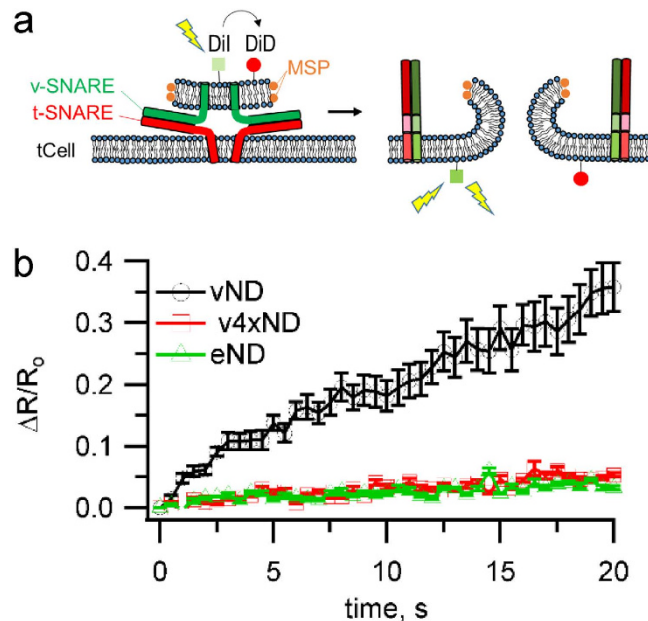 a
DiI DiD
MSP
v-SNARE
t-SNARE
tCell
b
0.4
vND
v4xND
eND
0.3
0.2
0.1
0.0
ΔR/Ro
0 5 10 15 20
time, s